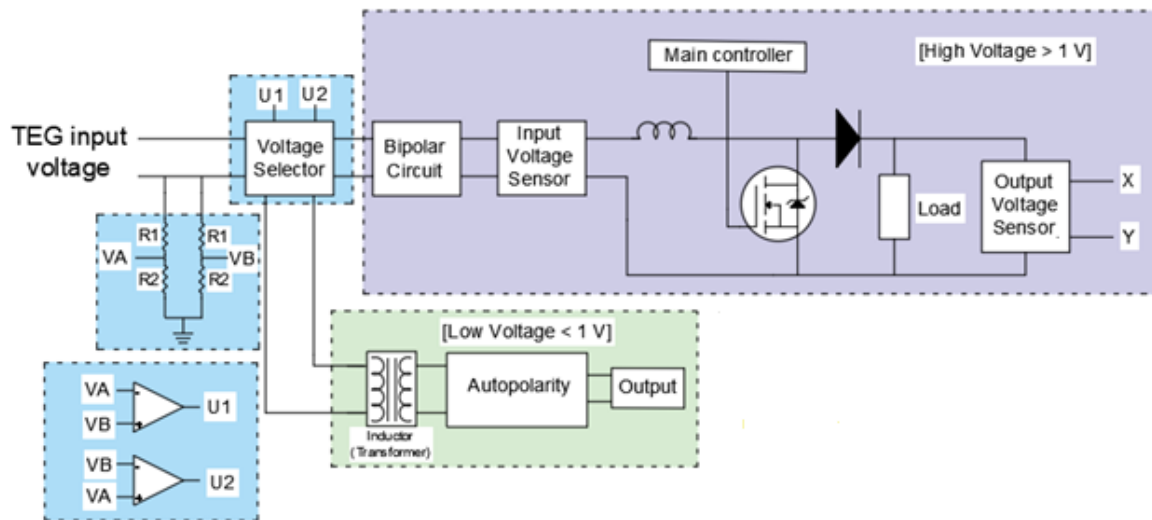 Main controller
[High Voltage > 1 V]
U1
U2
TEG input
voltage
Voltage
Selector
Bipolar
Circuit
Input
Voltage
Sensor
Load
Output
Voltage
Sensor
X
Y
R1
R1
VA
VB
R2
R2
[Low Voltage < 1 V]
Autopolarity
Output
Inductor
(Transformer)
VA
-
U1
VB
+
VB
-
U2
VA
+